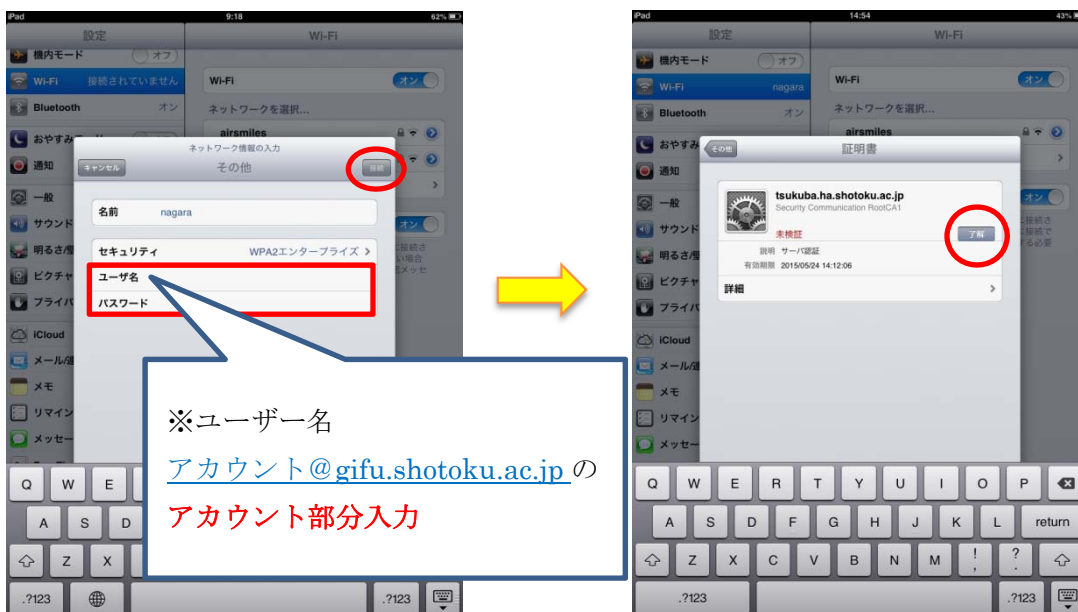 iPad 9:18 62%
設定 Wi-Fi
機内モード オフ
Wi-Fi 接続されていません
Bluetooth オン
おやすみ
通知
一般
サウンド
明るさ/壁
ピクチャ
プライバ
iCloud
メール/連
メモ
リマイン
メッセー
Wi-Fi オン
ネットワークを選択...
airsmiles
オン
ネットワーク情報の入力
キャンセル その他 接続
名前 nagara
セキュリティ WPA2エンタープライズ
ユーザ名
パスワード
※ユーザー名
アカウント@gifu.shotoku.ac.jp の
アカウント部分入力
Q W E
A S D
Z X
.?123 .?123
iPad 14:54 43%
設定 Wi-Fi
機内モード オフ
Wi-Fi nagara
Bluetooth オン
おやすみ
通知
一般
サウンド
明るさ/壁
ピクチャ
プライバ
iCloud
メール/連
メモ
リマイン
メッセー
Wi-Fi オン
ネットワークを選択...
airsmiles
オン
その他 証明書
tsukuba.ha.shotoku.ac.jp
Security Communication RootCA1
未検証 了解
説明 サーバ認証
有効期限 2015/05/24 14:12:06
詳細
Q W E R T Y U I O P
A S D F G H J K L return
Z X C V B N M ! , ? .
.?123 .?123